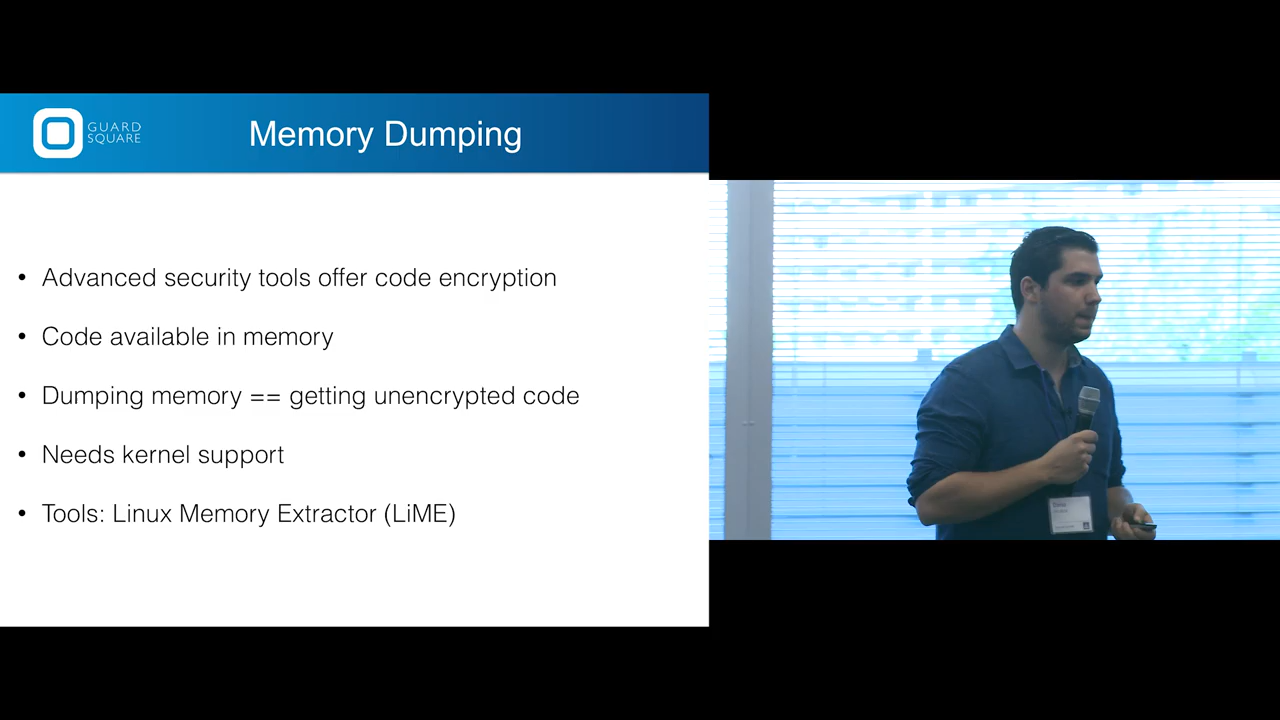 GUARD
SQUARE
Memory Dumping
• Advanced security tools offer code encryption
• Code available in memory
• Dumping memory == getting unencrypted code
• Needs kernel support
• Tools: Linux Memory Extractor (LiME)